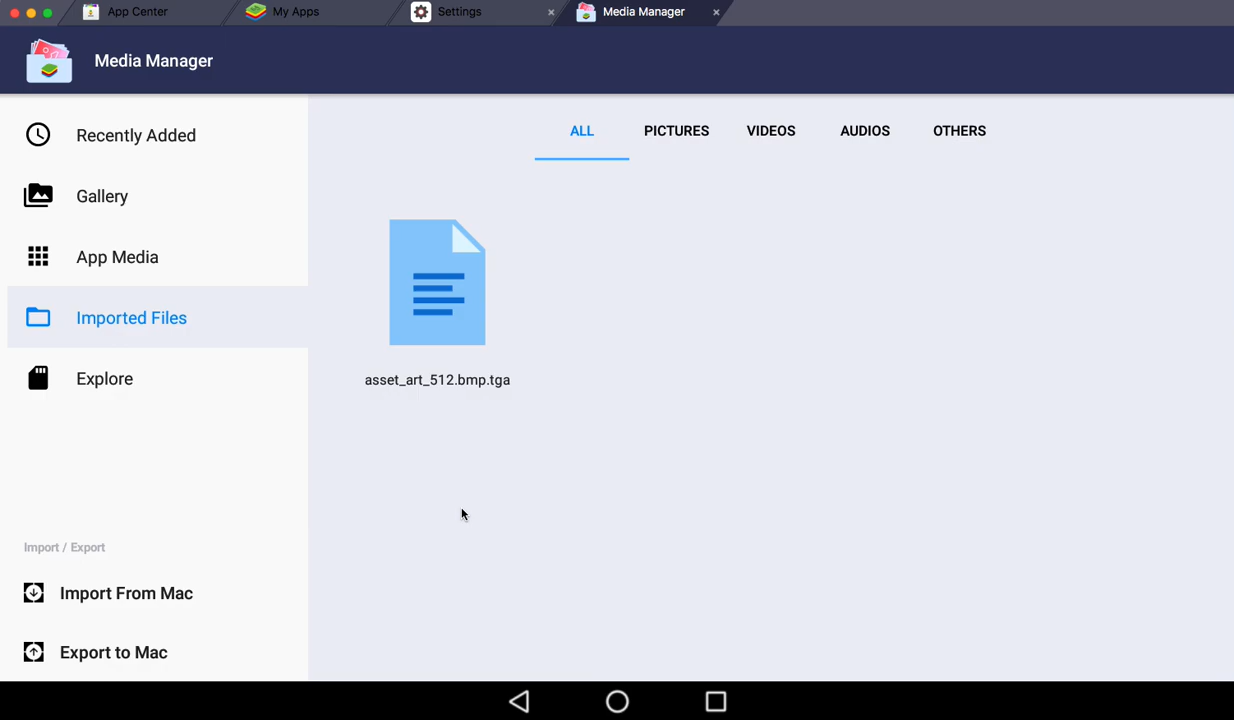 App Center
My Apps
Settings
Media Manager
Media Manager
Recently Added
Gallery
App Media
Imported Files
Explore
Import / Export
Import From Mac
Export to Mac
ALL
PICTURES
VIDEOS
AUDIOS
OTHERS
asset_art_512.bmp.tga